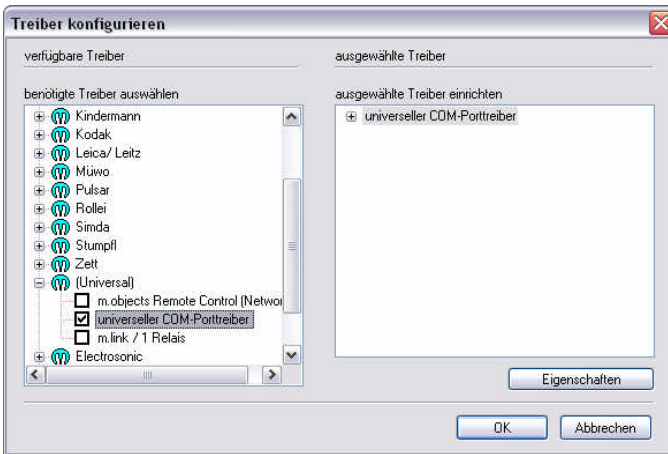 Treiber konfigurieren
verfügbare Treiber
ausgewählte Treiber
benötigte Treiber auswählen
ausgewählte Treiber einrichten
Kindermann
Kodak
Leica/ Leitz
Müwo
Pulsar
Rollei
Simda
Stumpfl
Zett
(Universal)
m.objects Remote Control (Networ
universeller COM-Porttreiber
m.link / 1 Relais
Electrosonic
universeller COM-Porttreiber
Eigenschaften
OK
Abbrechen